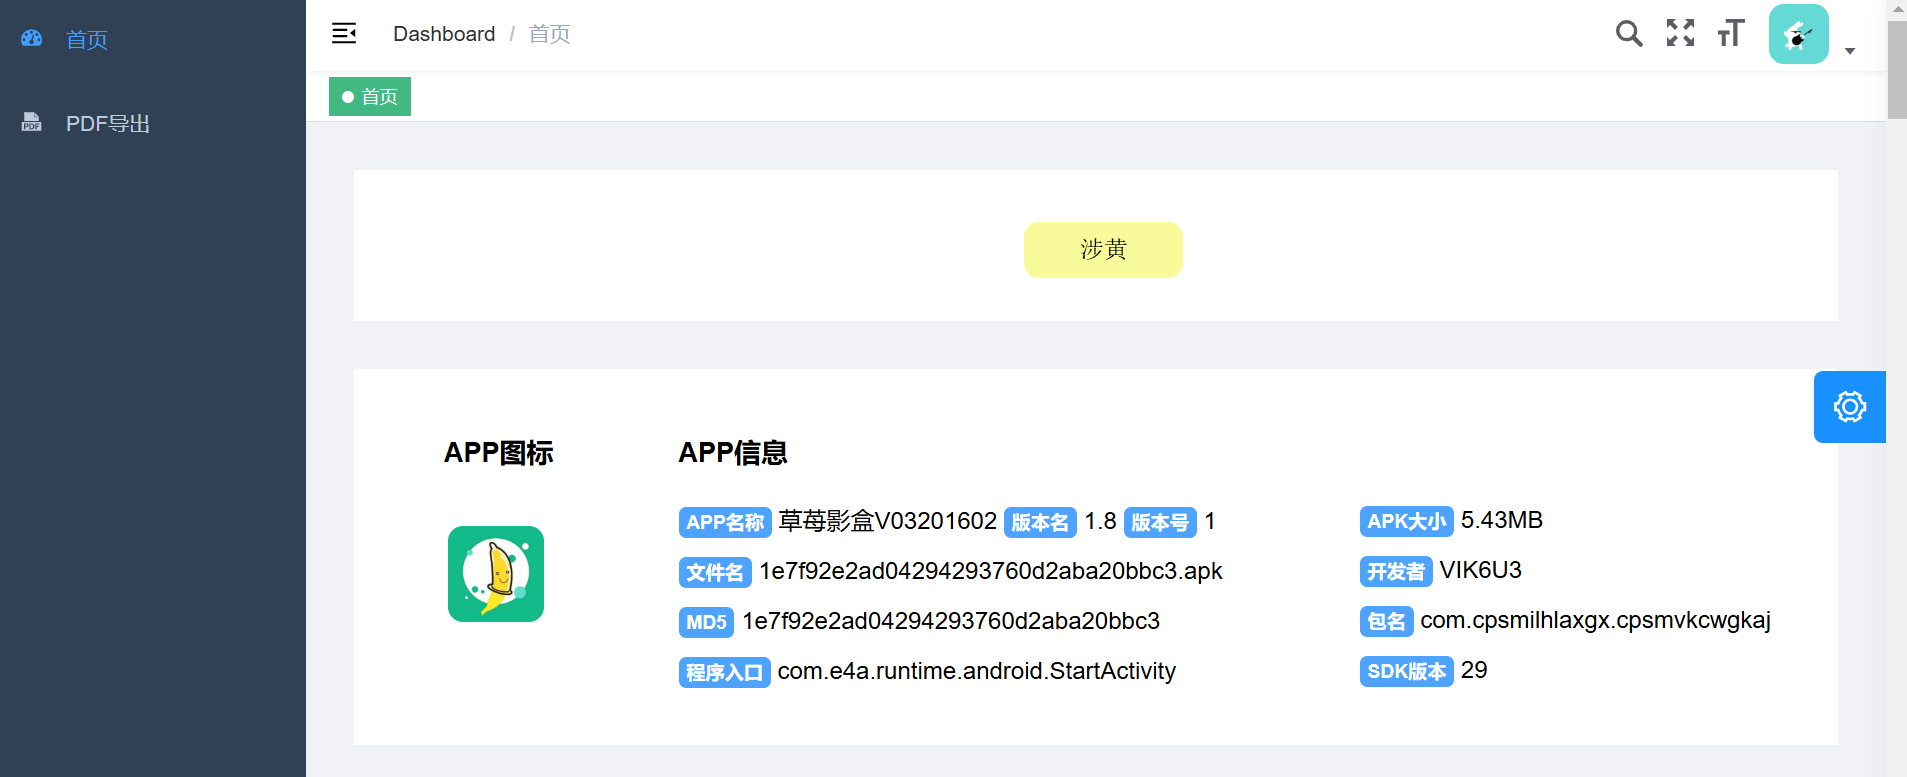 首页
PDF导出
Dashboard / 首页
首页
涉黄
APP图标
APP信息
APP名称 草莓影盒V03201602 版本名 1.8 版本号 1
APK大小 5.43MB
文件名 1e7f92e2ad04294293760d2aba20bbc3.apk
开发者 VIK6U3
MD5 1e7f92e2ad04294293760d2aba20bbc3
包名 com.cpsmilhlaxgx.cpsmvkcwgkaj
程序入口 com.e4a.runtime.android.StartActivity
SDK版本 29